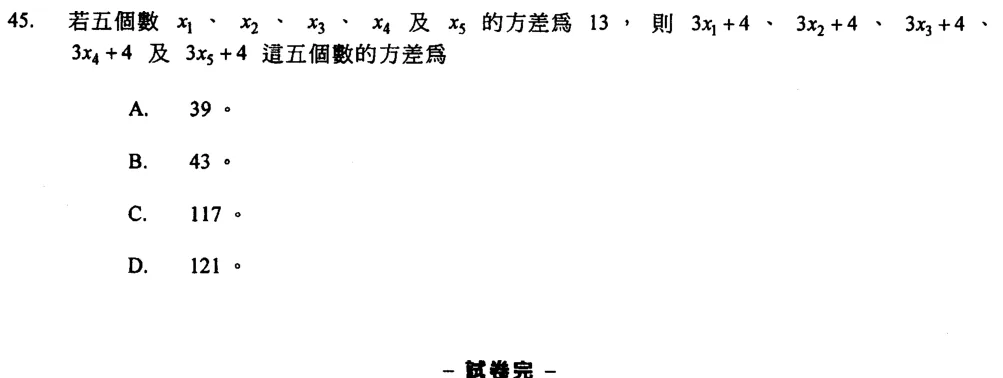 45. 若五個數 x₁、x₂、x₃、x₄ 及 x₅ 的方差爲 13，則 3x₁+4、3x₂+4、3x₃+4、
3x₄+4 及 3x₅+4 這五個數的方差爲
A. 39。
B. 43。
C. 117。
D. 121。
– 試卷完 –